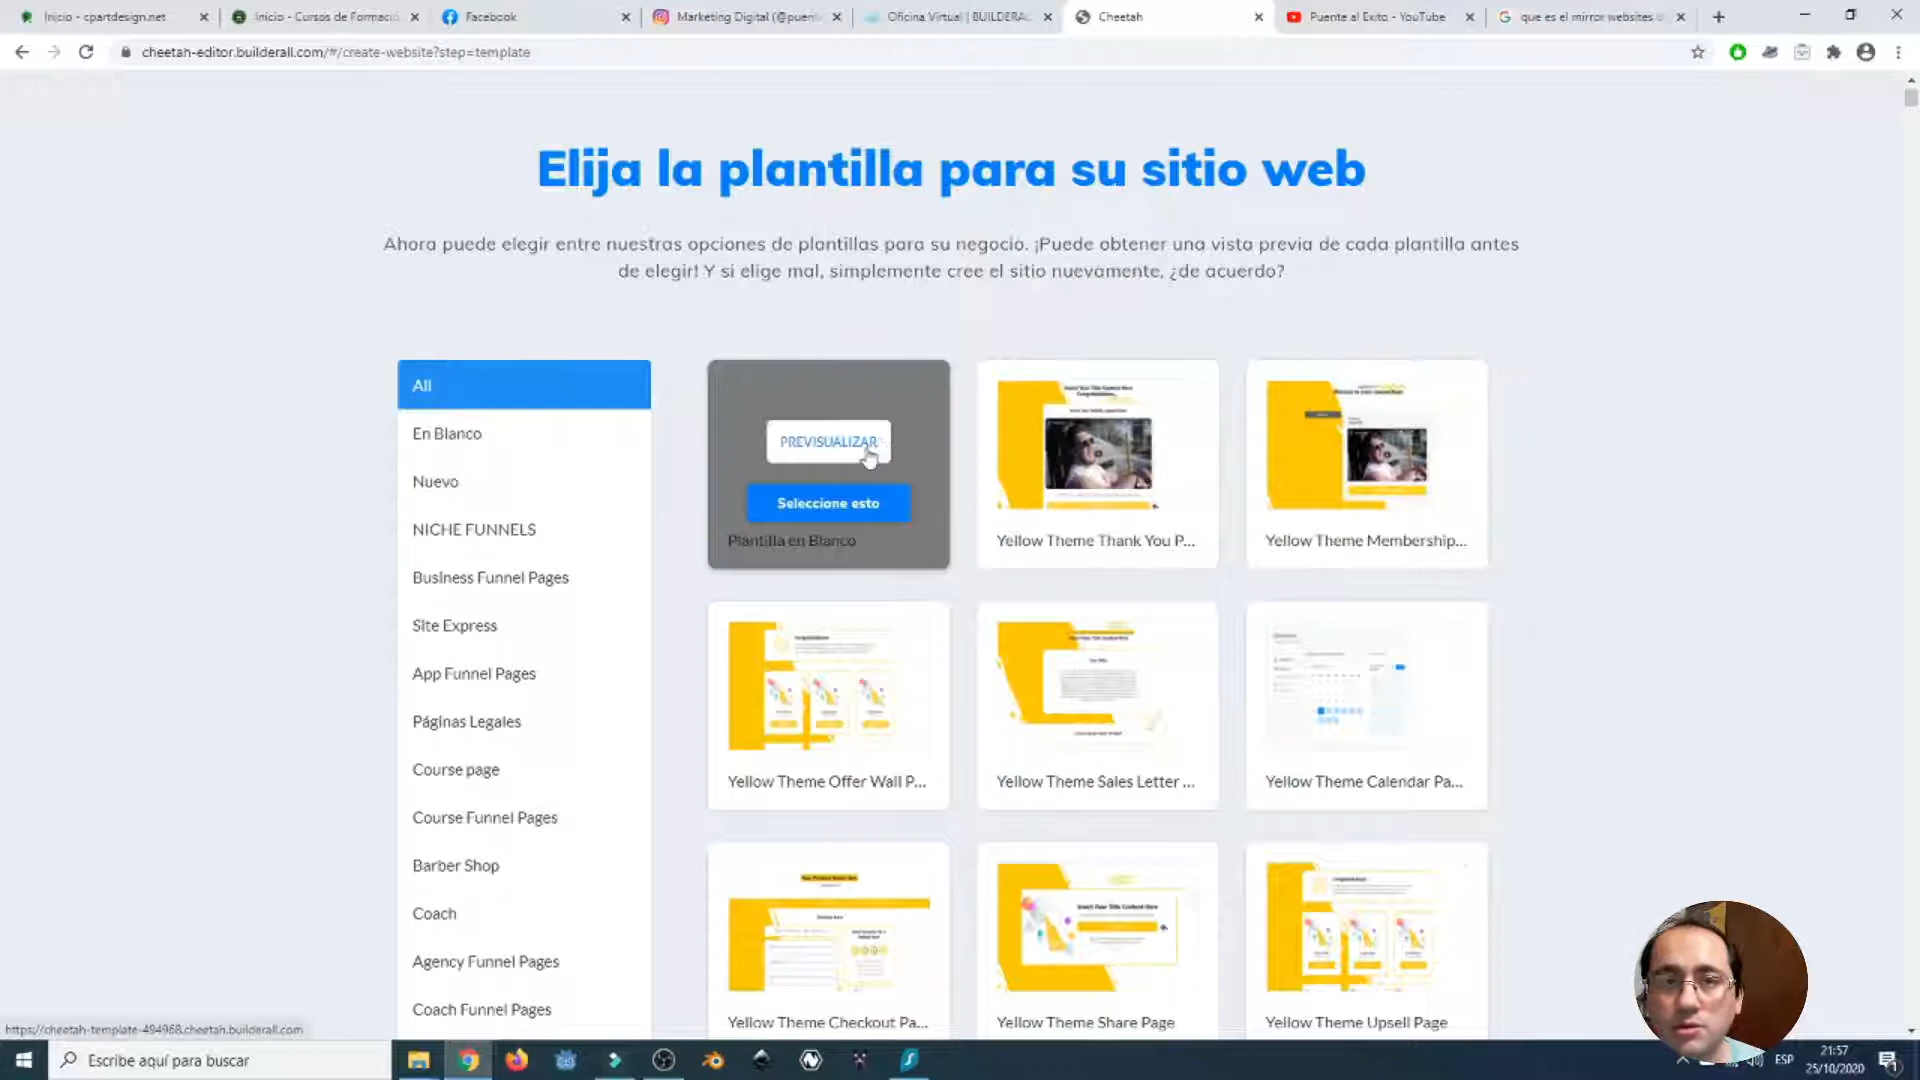 Inicio - cpartdesign.net
Inicio - Cursos de Formació
Facebook
Marketing Digital (@puent
Oficina Virtual | BUILDERA
Cheetah
Puente al Exito - YouTube
que es el mirror websites
cheetah-editor.builderall.com/#/create-website?step=template
Elija la plantilla para su sitio web
Ahora puede elegir entre nuestras opciones de plantillas para su negocio. ¡Puede obtener una vista previa de cada plantilla antes
de elegir! Y si elige mal, simplemente cree el sitio nuevamente, ¿de acuerdo?
All
En Blanco
Nuevo
NICHE FUNNELS
Business Funnel Pages
Site Express
App Funnel Pages
Páginas Legales
Course page
Course Funnel Pages
Barber Shop
Coach
Agency Funnel Pages
Coach Funnel Pages
PREVISUALIZAR
Seleccione esto
Plantilla en Blanco
Yellow Theme Thank You P...
Yellow Theme Membership...
Yellow Theme Offer Wall P...
Yellow Theme Sales Letter ...
Yellow Theme Calendar Pa...
Yellow Theme Checkout Pa...
Yellow Theme Share Page
Yellow Theme Upsell Page
https://cheetah-template-494968.cheetah.builderall.com
Escribe aquí para buscar
ESP
21:57
25/10/2020